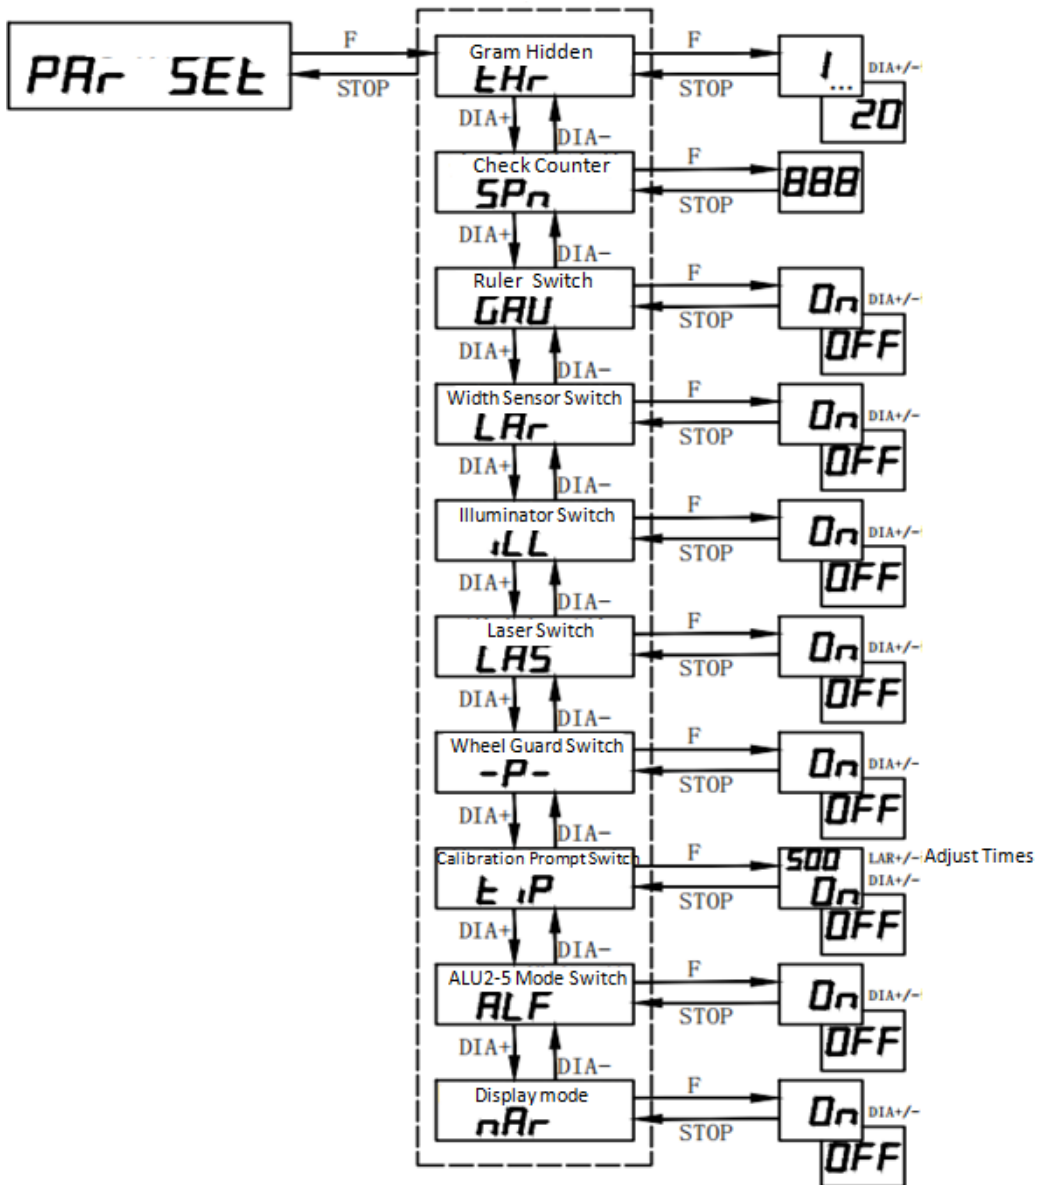 PAr SEt
F
STOP
Gram Hidden
tHr
F
STOP
1...
20
DIA+/-
DIA+
DIA-
Check Counter
SPn
F
STOP
888
DIA+
DIA-
Ruler Switch
GAU
F
STOP
On
OFF
DIA+/-
DIA+
DIA-
Width Sensor Switch
LAr
F
STOP
On
OFF
DIA+/-
DIA+
DIA-
Illuminator Switch
iLL
F
STOP
On
OFF
DIA+/-
DIA+
DIA-
Laser Switch
LAS
F
STOP
On
OFF
DIA+/-
DIA+
DIA-
Wheel Guard Switch
-P-
F
STOP
On
OFF
DIA+/-
DIA+
DIA-
Calibration Prompt Switch
tiP
F
STOP
500
On
OFF
LAR+/- Adjust Times
DIA+/-
DIA+
DIA-
ALU2-5 Mode Switch
ALF
F
STOP
On
OFF
DIA+/-
DIA+
DIA-
Display mode
nAr
F
STOP
On
OFF
DIA+/-